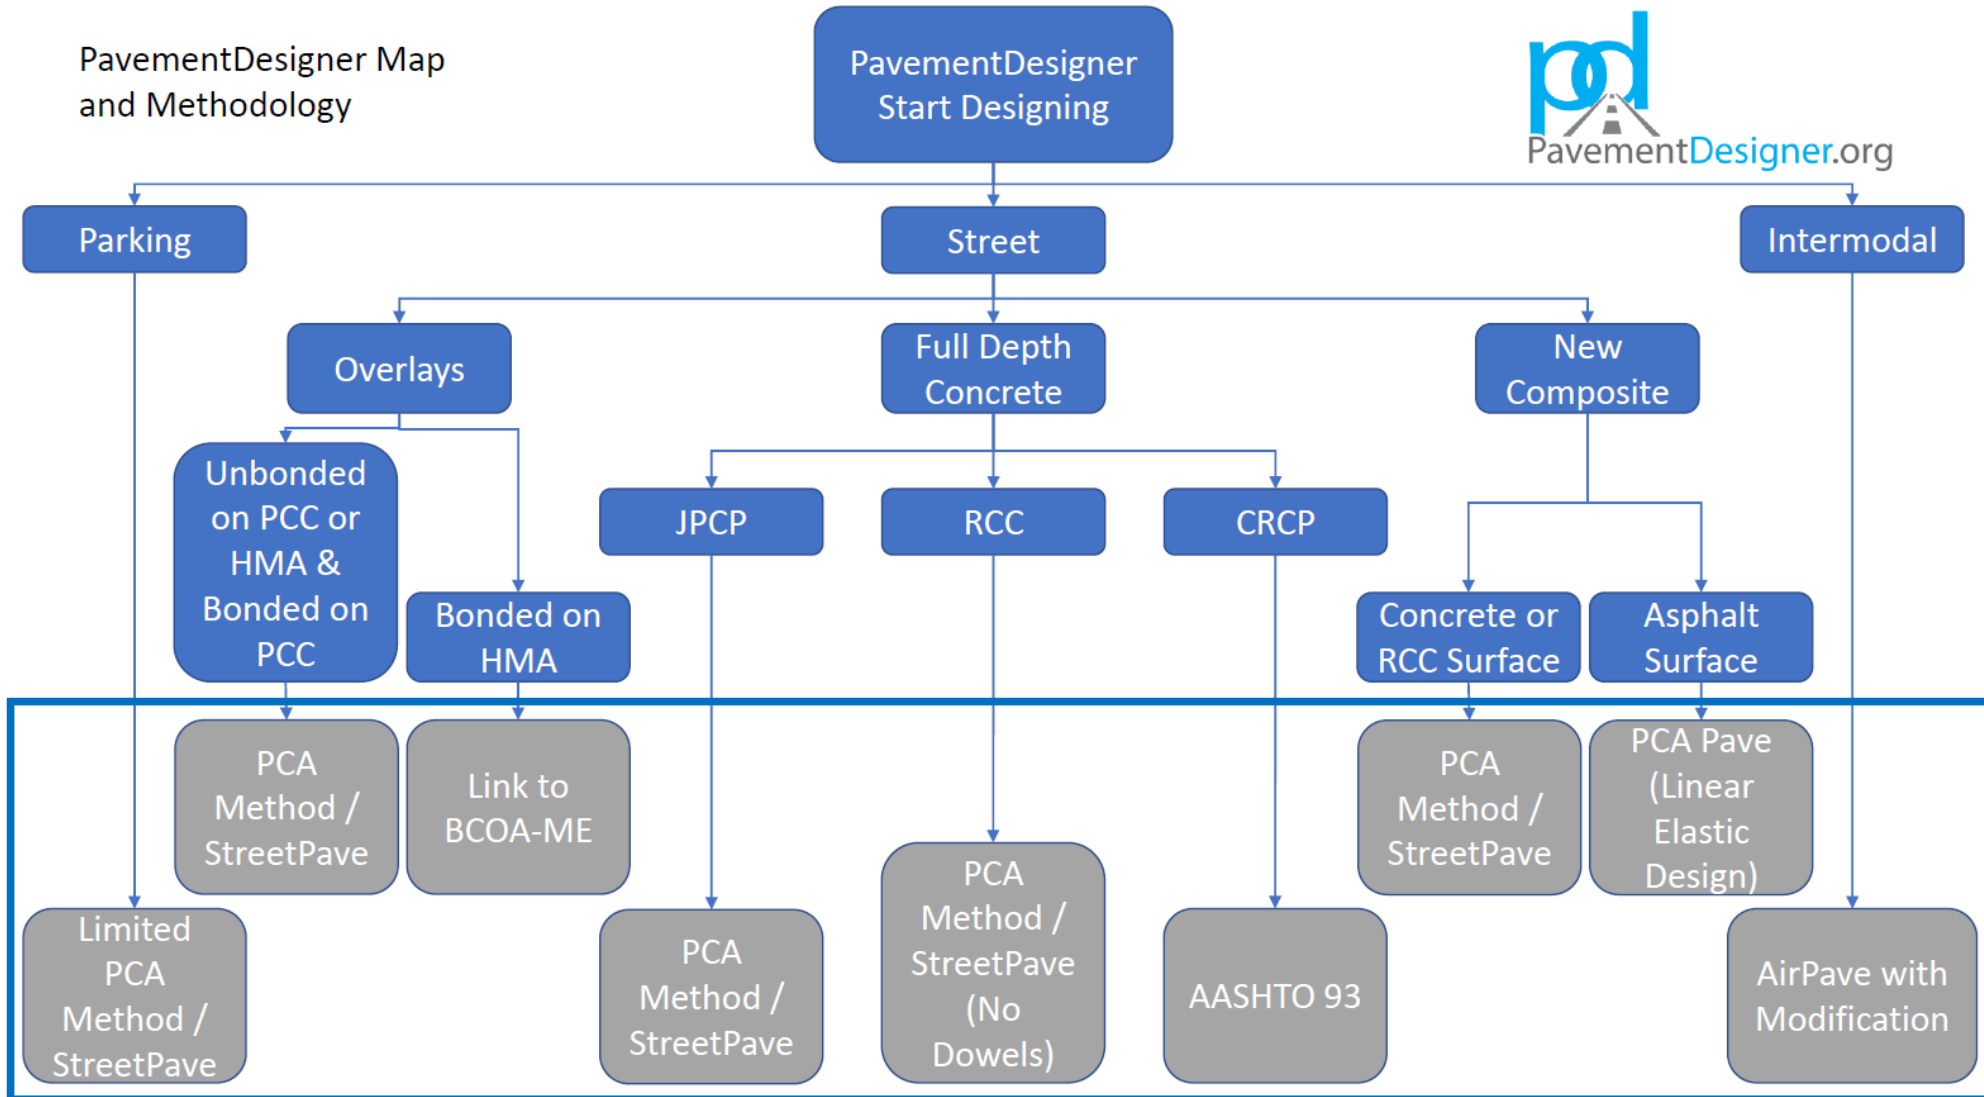 PavementDesigner Map
and Methodology
PavementDesigner
Start Designing
pd
PavementDesigner.org
Parking
Street
Intermodal
Overlays
Full Depth
Concrete
New
Composite
Unbonded
on PCC or
HMA &
Bonded on
PCC
Bonded on
HMA
JPCP
RCC
CRCP
Concrete or
RCC Surface
Asphalt
Surface
Limited
PCA
Method /
StreetPave
PCA
Method /
StreetPave
Link to
BCOA-ME
PCA
Method /
StreetPave
PCA
Method /
StreetPave
(No
Dowels)
AASHTO 93
PCA
Method /
StreetPave
PCA Pave
(Linear
Elastic
Design)
AirPave with
Modification